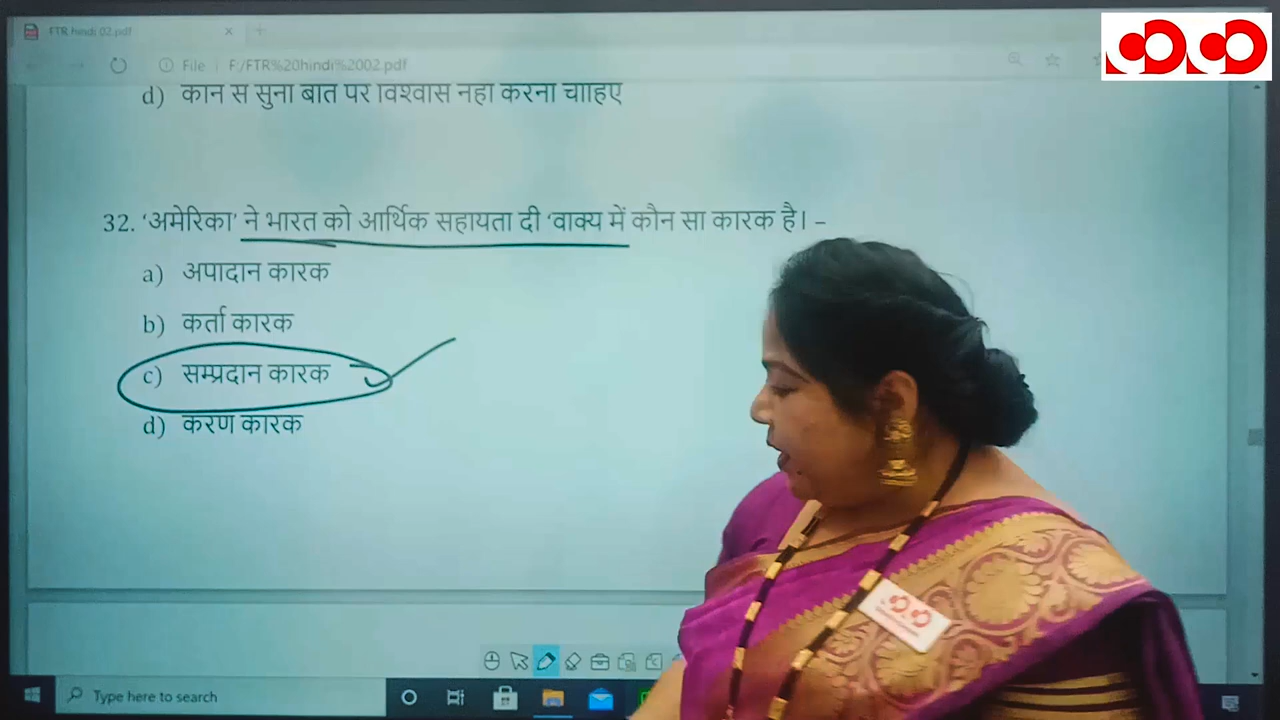 FTR hindi 02.pdf
File F:/FTR%20hindi%2002.pdf
d) कान से सुनी बात पर विश्वास नहीं करना चाहिए
32. ‘अमेरिका’ ने भारत को आर्थिक सहायता दी ‘वाक्य में कौन सा कारक है। –
a) अपादान कारक
b) कर्ता कारक
c) सम्प्रदान कारक
d) करण कारक
Type here to search